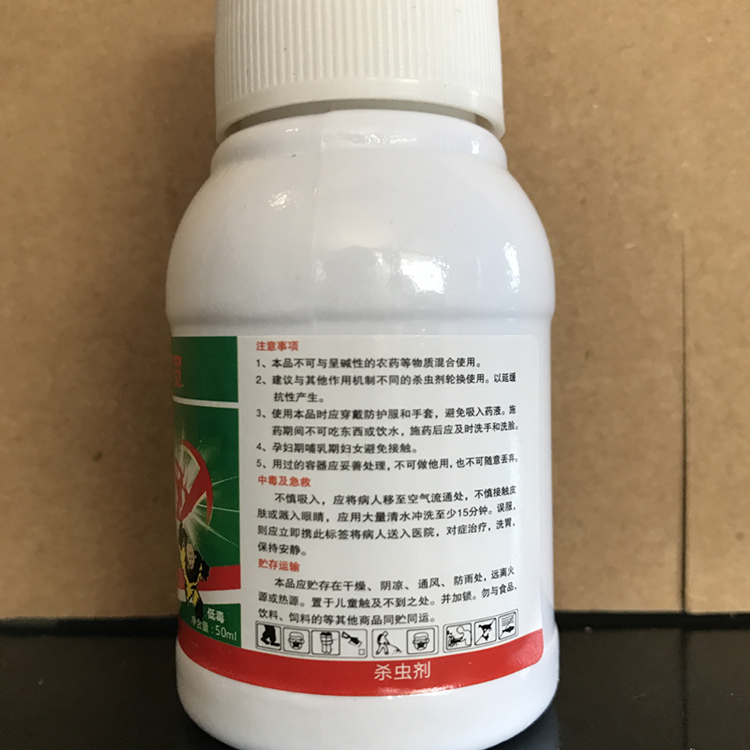 注意事项
1、本品不可与呈碱性的农药等物质混合使用。
2、建议与其他作用机制不同的杀虫剂轮换使用。以延缓
抗性产生。
3、使用本品时应穿戴防护服和手套，避免吸入药液。施
药期间不可吃东西或饮水，施药后应及时洗手和洗脸。
4、孕妇期哺乳期妇女避免接触。
5、用过的容器应妥善处理，不可做他用，也不可随意丢弃。
中毒及急救
不慎吸入，应将病人移至空气流通处，不慎接触皮
肤或溅入眼睛，应用大量清水冲洗至少15分钟。误服，
则应立即携此标签将病人送入医院，对症治疗，洗胃，
保持安静。
贮存运输
本品应贮存在干燥、阴凉、通风、防雨处，远离火
源或热源。置于儿童触及不到之处。并加锁。勿与食品、
饮料、饲料的等其他商品同贮同运。
低毒
净含量：50ml
杀虫剂